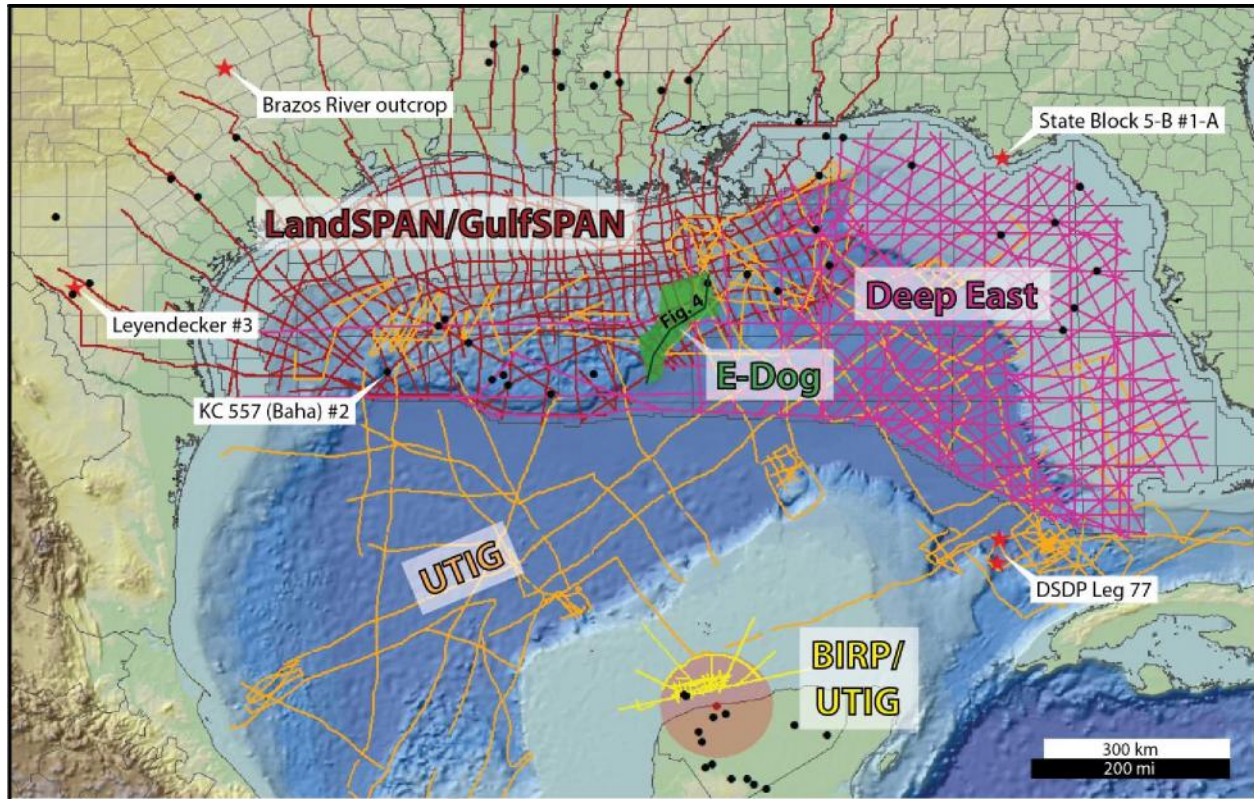 Brazos River outcrop
State Block 5-B #1-A
LandSPAN/GulfSPAN
Leyendecker #3
Deep East
Fig. 4
E-Dog
KC 557 (Baha) #2
UTIG
DSDP Leg 77
BIRP/
UTIG
300 km
200 mi